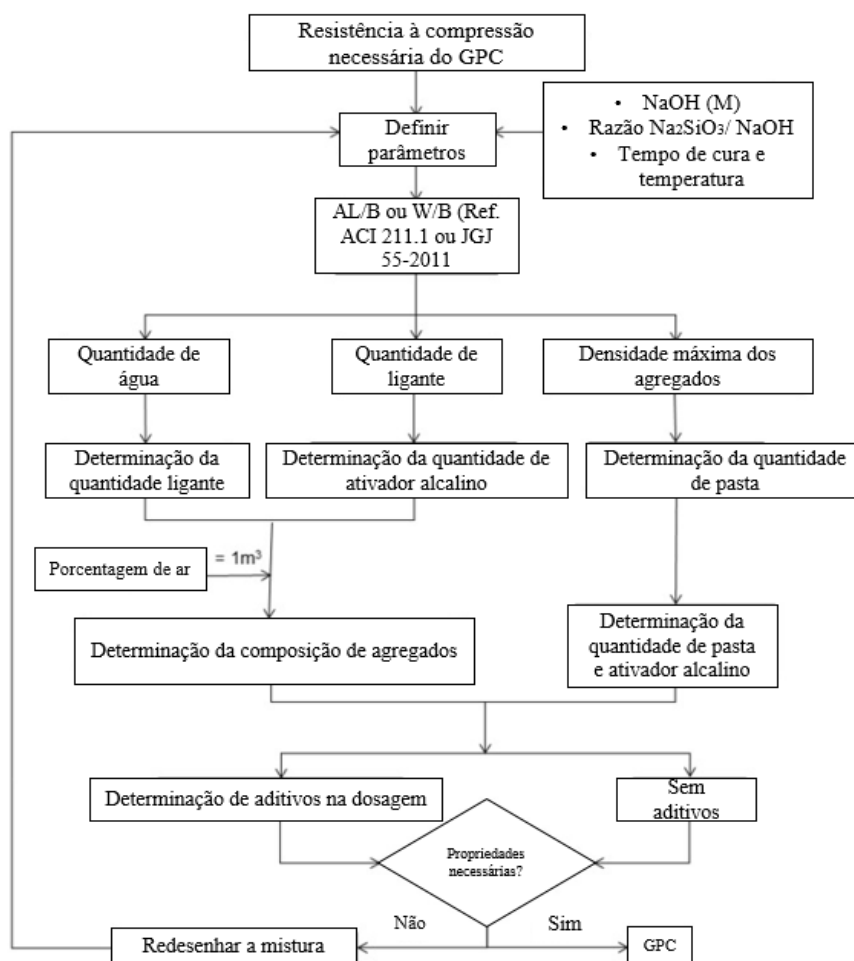 Resistência à compressão
necessária do GPC
• NaOH (M)
• Razão Na₂SiO₃/ NaOH
• Tempo de cura e
temperatura
Definir
parâmetros
AL/B ou W/B (Ref.
ACI 211.1 ou JGJ
55-2011
Quantidade de
água
Quantidade de
ligante
Densidade máxima dos
agregados
Determinação da
quantidade ligante
Determinação da quantidade de
ativador alcalino
Determinação da quantidade
de pasta
Porcentagem de ar
= 1m³
Determinação da composição de agregados
Determinação da
quantidade de pasta
e ativador alcalino
Determinação de aditivos na dosagem
Sem
aditivos
Propriedades
necessárias?
Não
Sim
Redesenhar a mistura
GPC